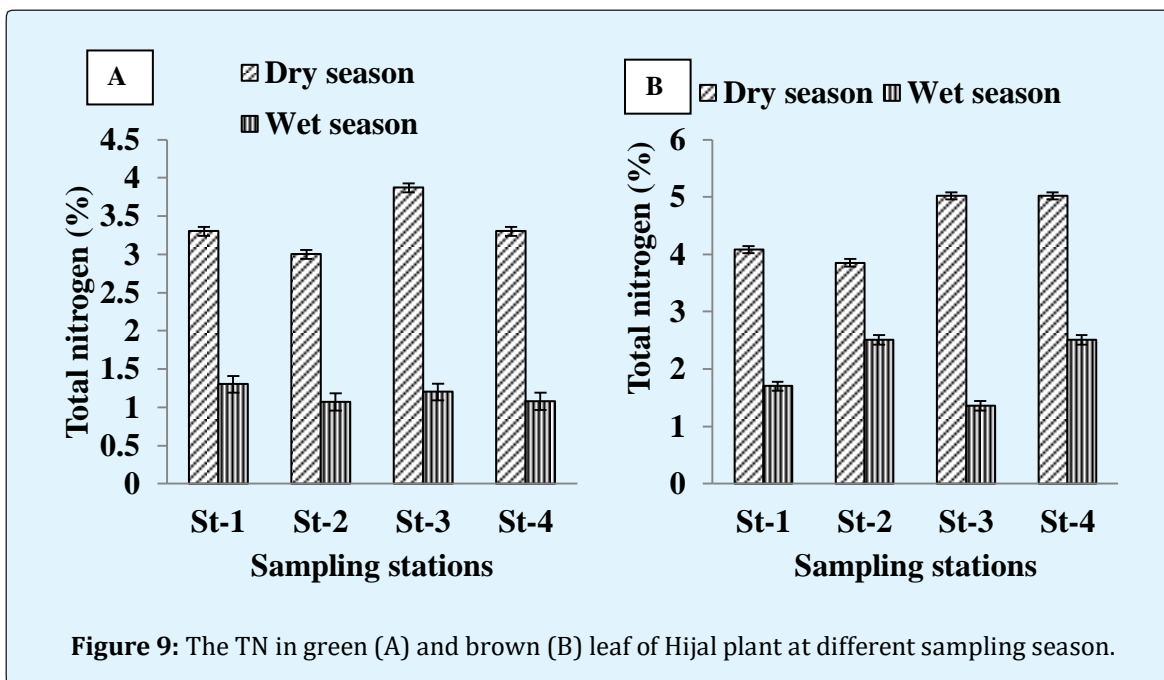 A
Dry season
Wet season
Total nitrogen (%)
4.5
4
3.5
3
2.5
2
1.5
1
0.5
0
St-1 St-2 St-3 St-4
Sampling stations
B
Dry season Wet season
Total nitrogen (%)
6
5
4
3
2
1
0
St-1 St-2 St-3 St-4
Sampling stations
Figure 9: The TN in green (A) and brown (B) leaf of Hijal plant at different sampling season.